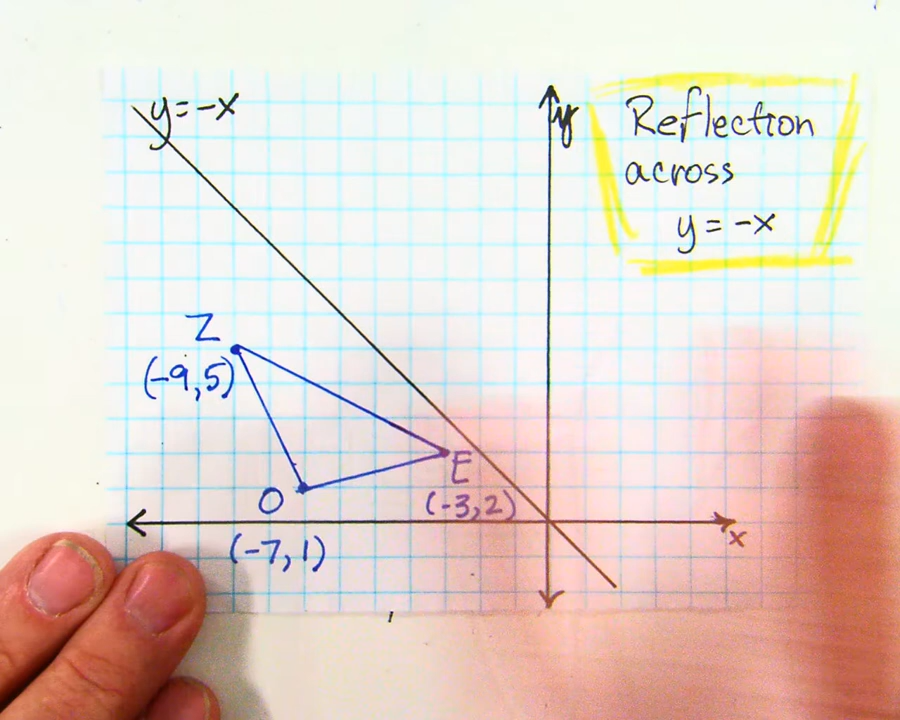 y=-x
y
Reflection
across
y = -x
Z
(-9,5)
E
(-3,2)
O
(-7,1)
x